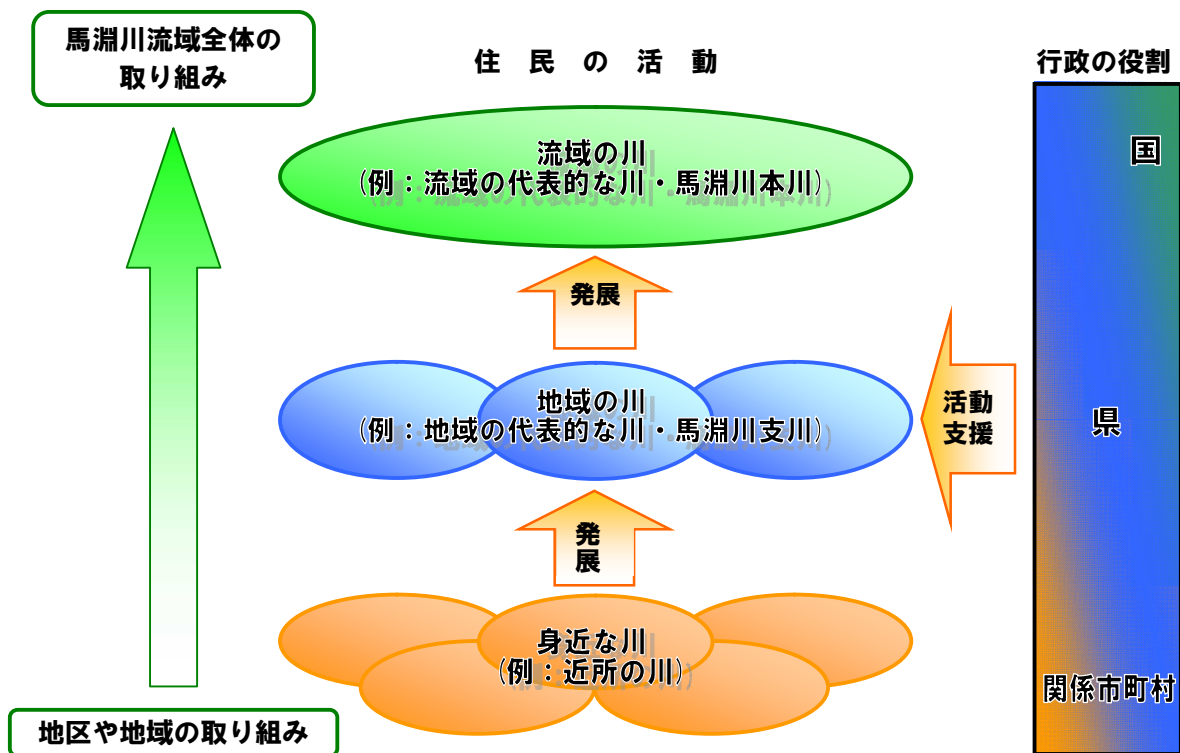 馬淵川流域全体の
取り組み
住民の活動
行政の役割
流域の川
(例：流域の代表的な川・馬淵川本川)
国
発展
地域の川
(例：地域の代表的な川・馬淵川支川)
活動
支援
県
発
展
身近な川
(例：近所の川)
関係市町村
地区や地域の取り組み